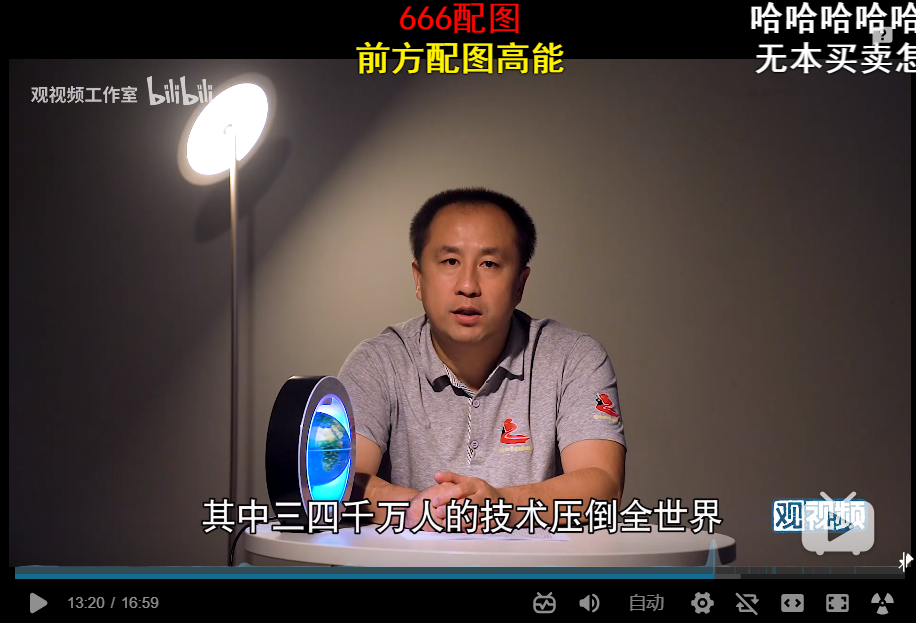 666配图
哈哈哈哈哈
前方配图高能
无本买卖怎
观视频工作室 bilibili
其中三四千万人的技术压倒全世界
观视频
13:20 / 16:59
自动